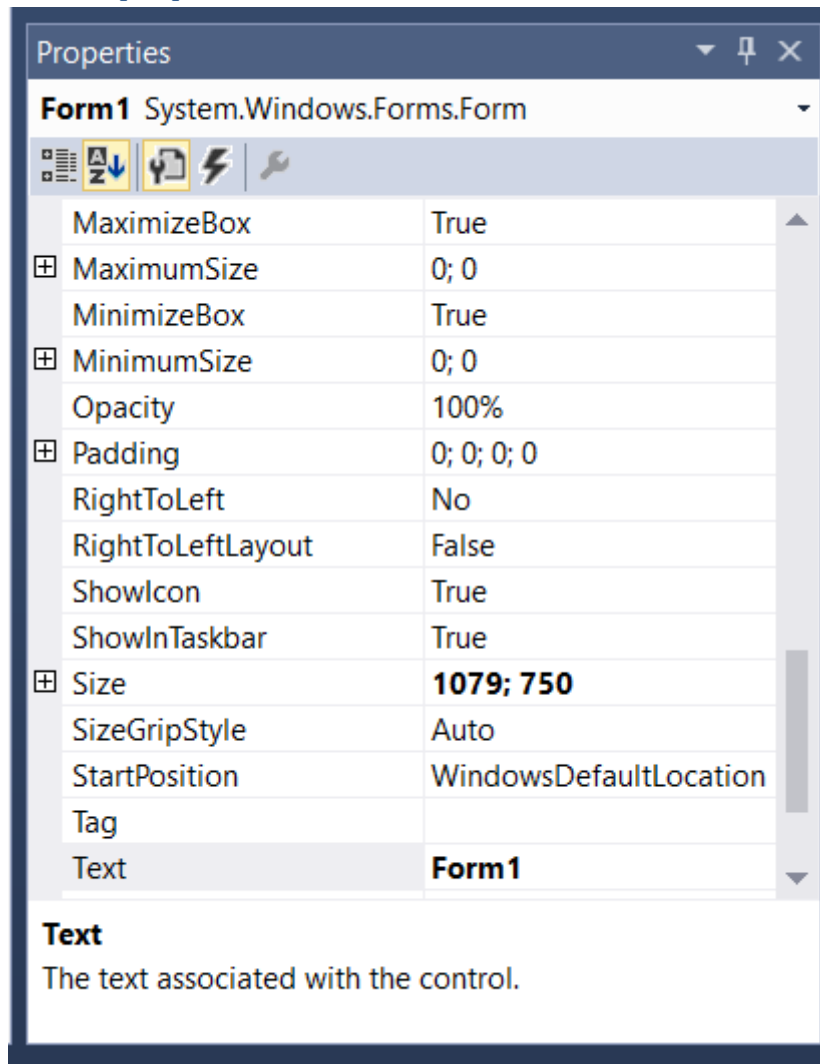 Properties
Form1 System.Windows.Forms.Form
MaximizeBox True
MaximumSize 0; 0
MinimizeBox True
MinimumSize 0; 0
Opacity 100%
Padding 0; 0; 0; 0
RightToLeft No
RightToLeftLayout False
ShowIcon True
ShowInTaskbar True
Size 1079; 750
SizeGripStyle Auto
StartPosition WindowsDefaultLocation
Tag
Text Form1
Text
The text associated with the control.